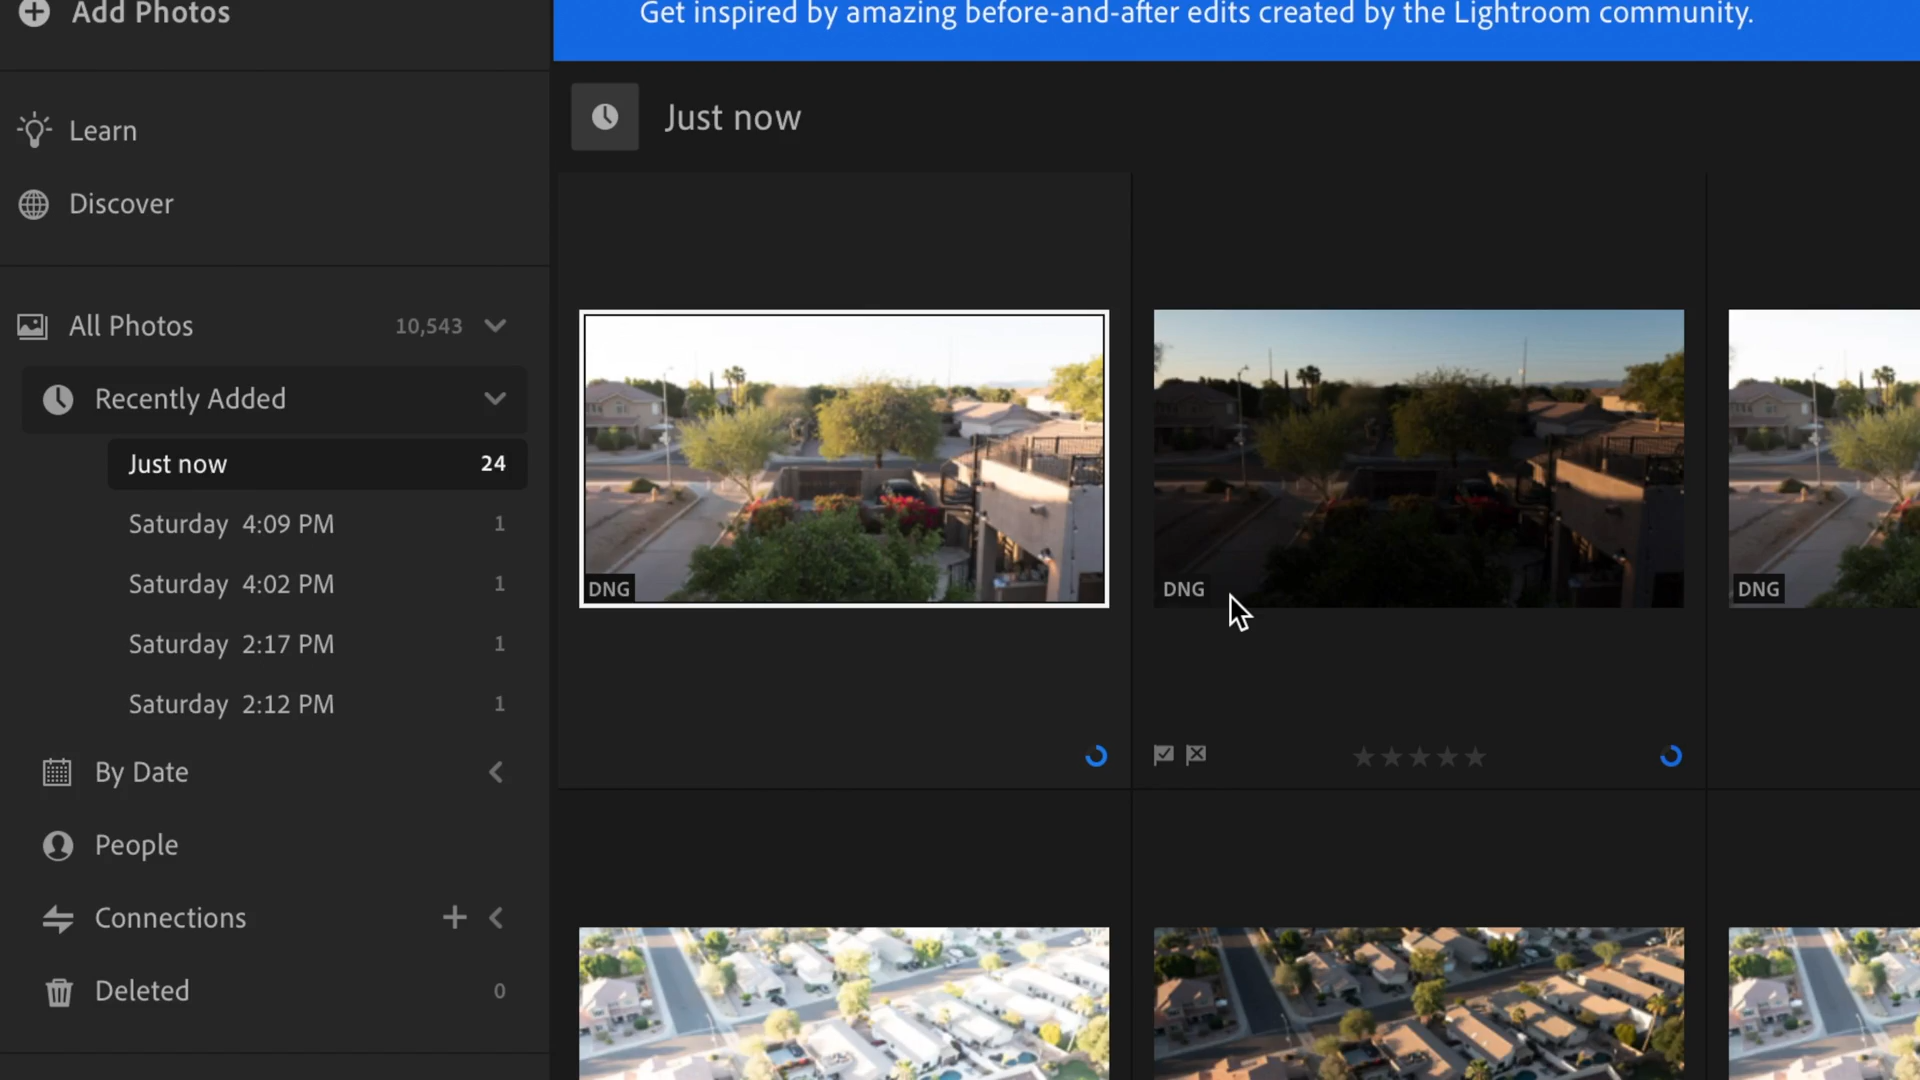 Add Photos
Get inspired by amazing before-and-after edits created by the Lightroom community.
Learn
Discover
All Photos 10,543
Recently Added
Just now 24
Saturday 4:09 PM 1
Saturday 4:02 PM 1
Saturday 2:17 PM 1
Saturday 2:12 PM 1
By Date
People
Connections
Deleted 0
Just now
DNG
DNG
DNG